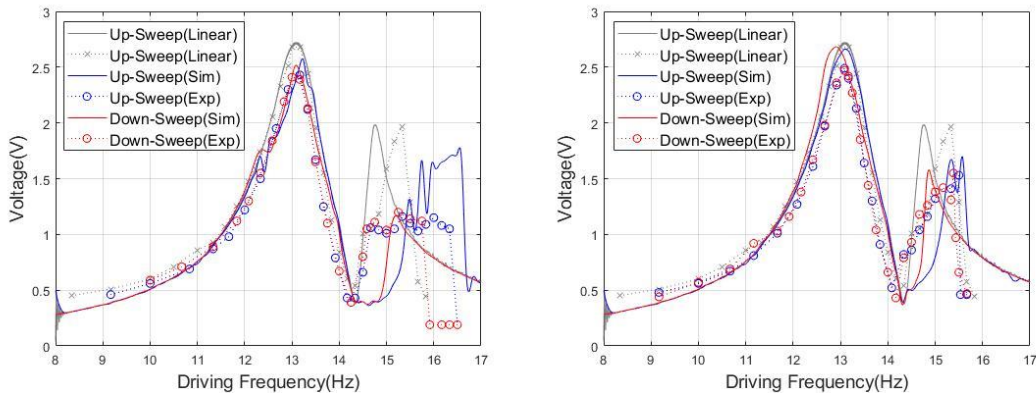 3
2.5
2
1.5
1
0.5
0
Voltage(V)
Up-Sweep(Linear)
Up-Sweep(Linear)
Up-Sweep(Sim)
Up-Sweep(Exp)
Down-Sweep(Sim)
Down-Sweep(Exp)
8 9 10 11 12 13 14 15 16 17
Driving Frequency(Hz)
3
2.5
2
1.5
1
0.5
0
Voltage(V)
Up-Sweep(Linear)
Up-Sweep(Linear)
Up-Sweep(Sim)
Up-Sweep(Exp)
Down-Sweep(Sim)
Down-Sweep(Exp)
8 9 10 11 12 13 14 15 16 17
Driving Frequency(Hz)